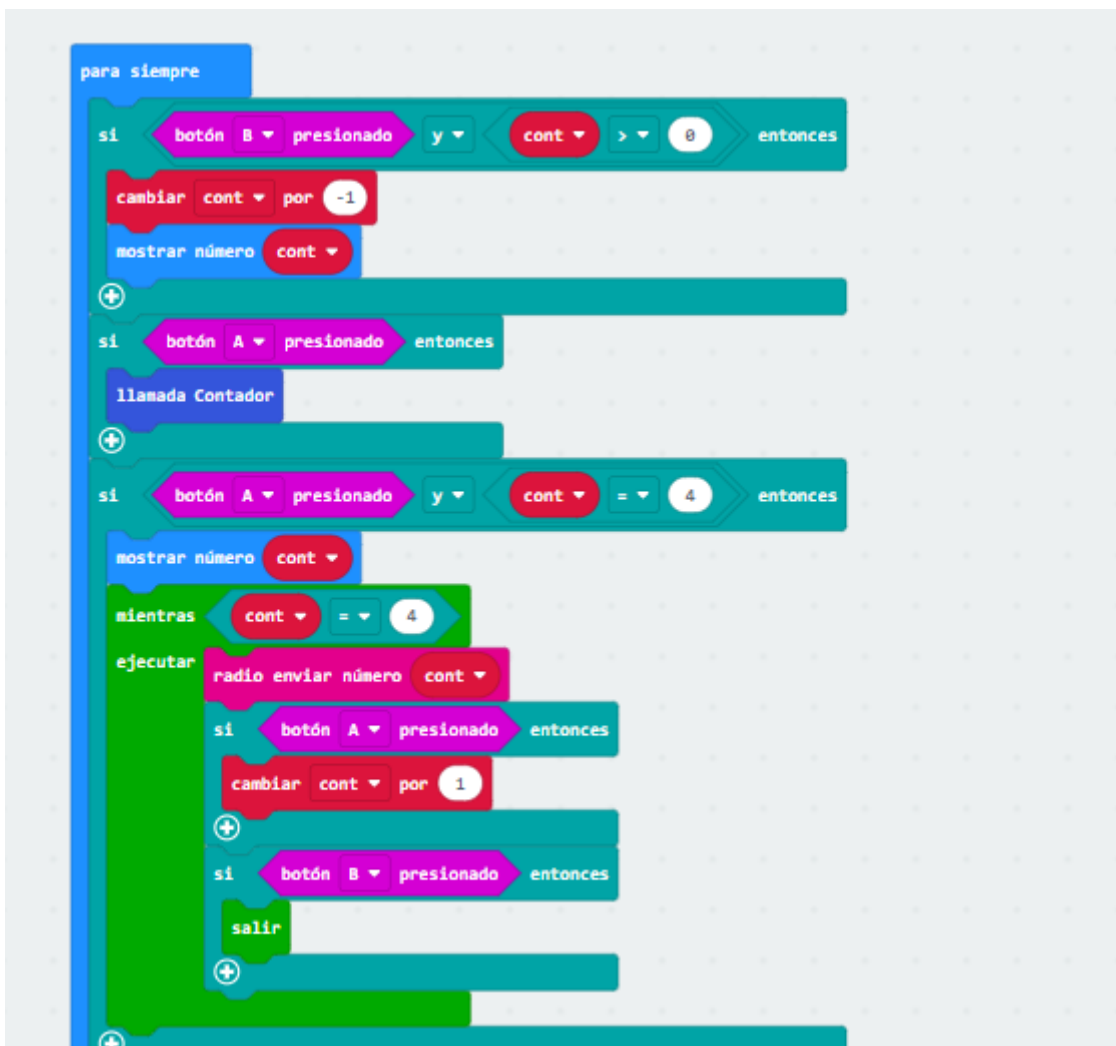 para siempre
si botón B presionado y cont > 0 entonces
cambiar cont por -1
mostrar número cont
si botón A presionado entonces
llamada Contador
si botón A presionado y cont = 4 entonces
mostrar número cont
mientras cont = 4
ejecutar radio enviar número cont
si botón A presionado entonces
cambiar cont por 1
si botón B presionado entonces
salir